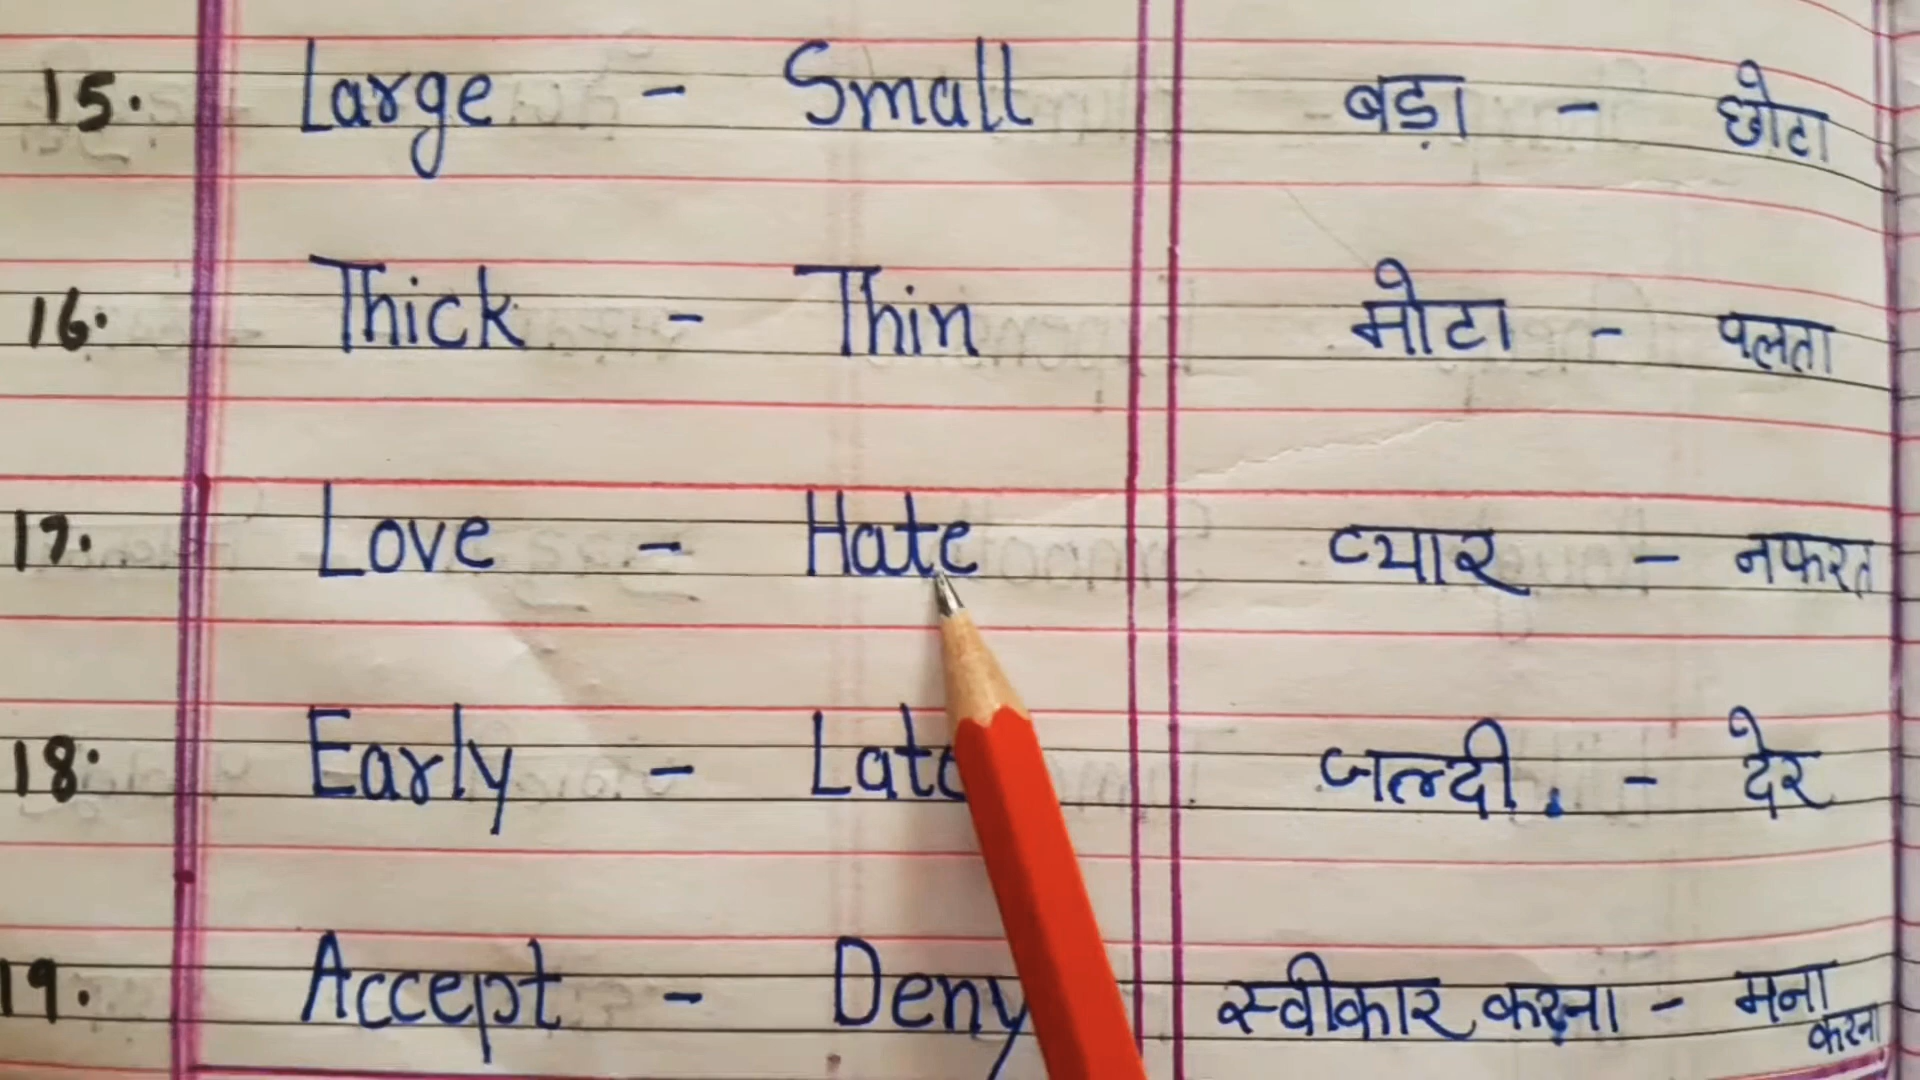 15. Large - Small बड़ा - छोटा
16. Thick - Thin मोटा - पलता
17. Love - Hate प्यार - नफरत
18. Early - Late जल्दी - देर
19. Accept - Deny स्वीकार करना - मना करना